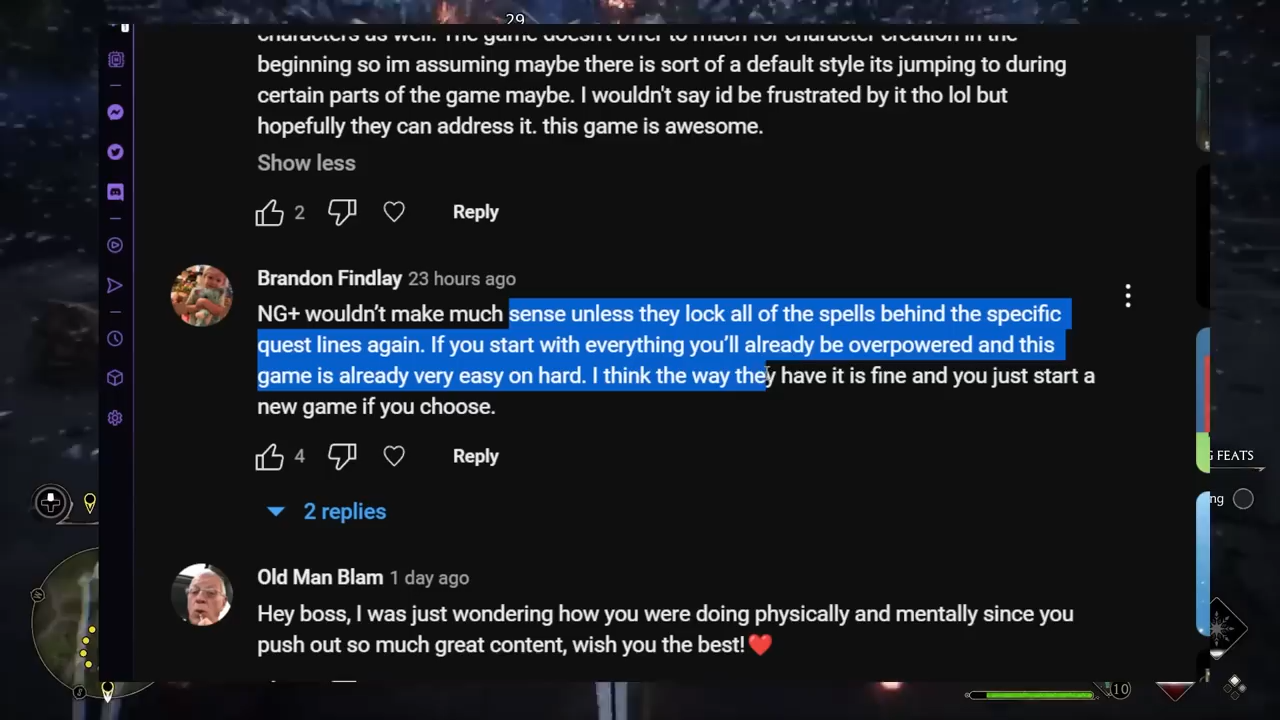 29
characters as well. The game doesn't offer to much for character creation in the
beginning so im assuming maybe there is sort of a default style its jumping to during
certain parts of the game maybe. I wouldn't say id be frustrated by it tho lol but
hopefully they can address it. this game is awesome.
Show less
2
Reply
Brandon Findlay 23 hours ago
NG+ wouldn’t make much sense unless they lock all of the spells behind the specific
quest lines again. If you start with everything you’ll already be overpowered and this
game is already very easy on hard. I think the way they have it is fine and you just start a
new game if you choose.
4
Reply
2 replies
FEATS
ng
Old Man Blam 1 day ago
Hey boss, I was just wondering how you were doing physically and mentally since you
push out so much great content, wish you the best!❤️
10